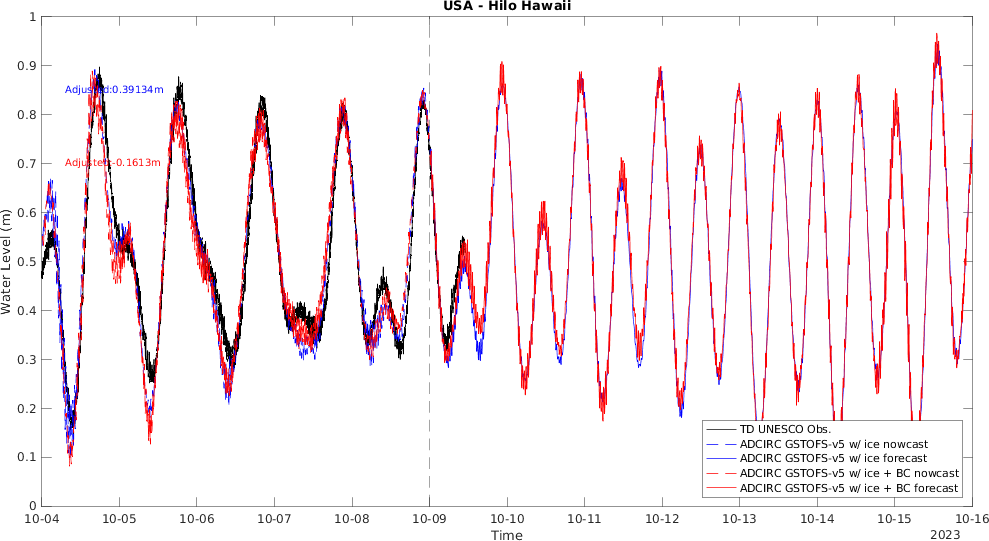 USA - Hilo Hawaii
1
0.9
0.8
0.7
0.6
0.5
0.4
0.3
0.2
0.1
0
Water Level (m)
Adjusted:0.39134m
Adjusted:-0.1613m
TD UNESCO Obs.
ADCIRC GSTOFS-v5 w/ ice nowcast
ADCIRC GSTOFS-v5 w/ ice forecast
ADCIRC GSTOFS-v5 w/ ice + BC nowcast
ADCIRC GSTOFS-v5 w/ ice + BC forecast
10-04 10-05 10-06 10-07 10-08 10-09 10-10 10-11 10-12 10-13 10-14 10-15 10-16
Time
2023